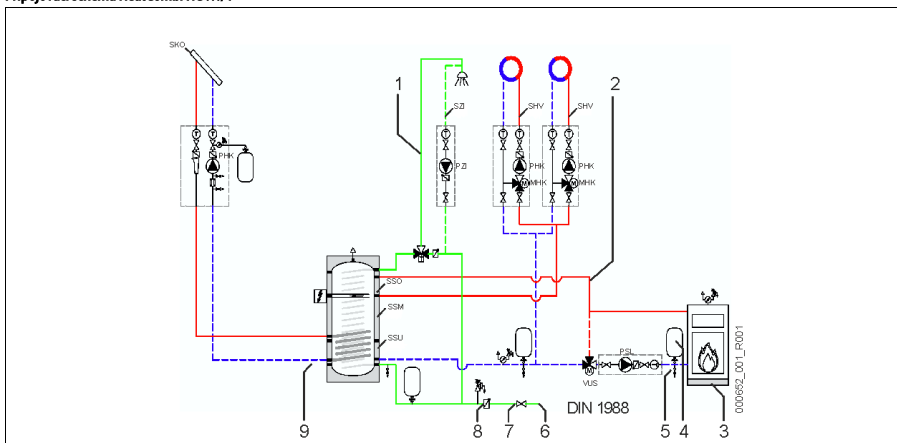 SKO
1
2
SZI
SHV
SHV
T
T
T
T
T
T
PHK
PZI
PHK
PHK
M
MHK
M
MHK
SSO
SSM
SSU
PSL
M
VUS
DIN 1988
000652_001_R001
9
8
7
6
5
4
3